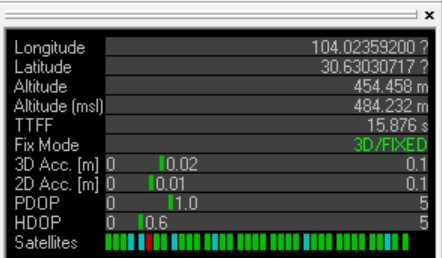 Longitude 104.02359200 ?
Latitude 30.63030717 ?
Altitude 454.458 m
Altitude (msl) 484.232 m
TTFF 15.876 s
Fix Mode 3D/FIXED
3D Acc. [m] 0 0.02 0.1
2D Acc. [m] 0 0.01 0.1
PDOP 0 1.0 5
HDOP 0 0.6 5
Satellites